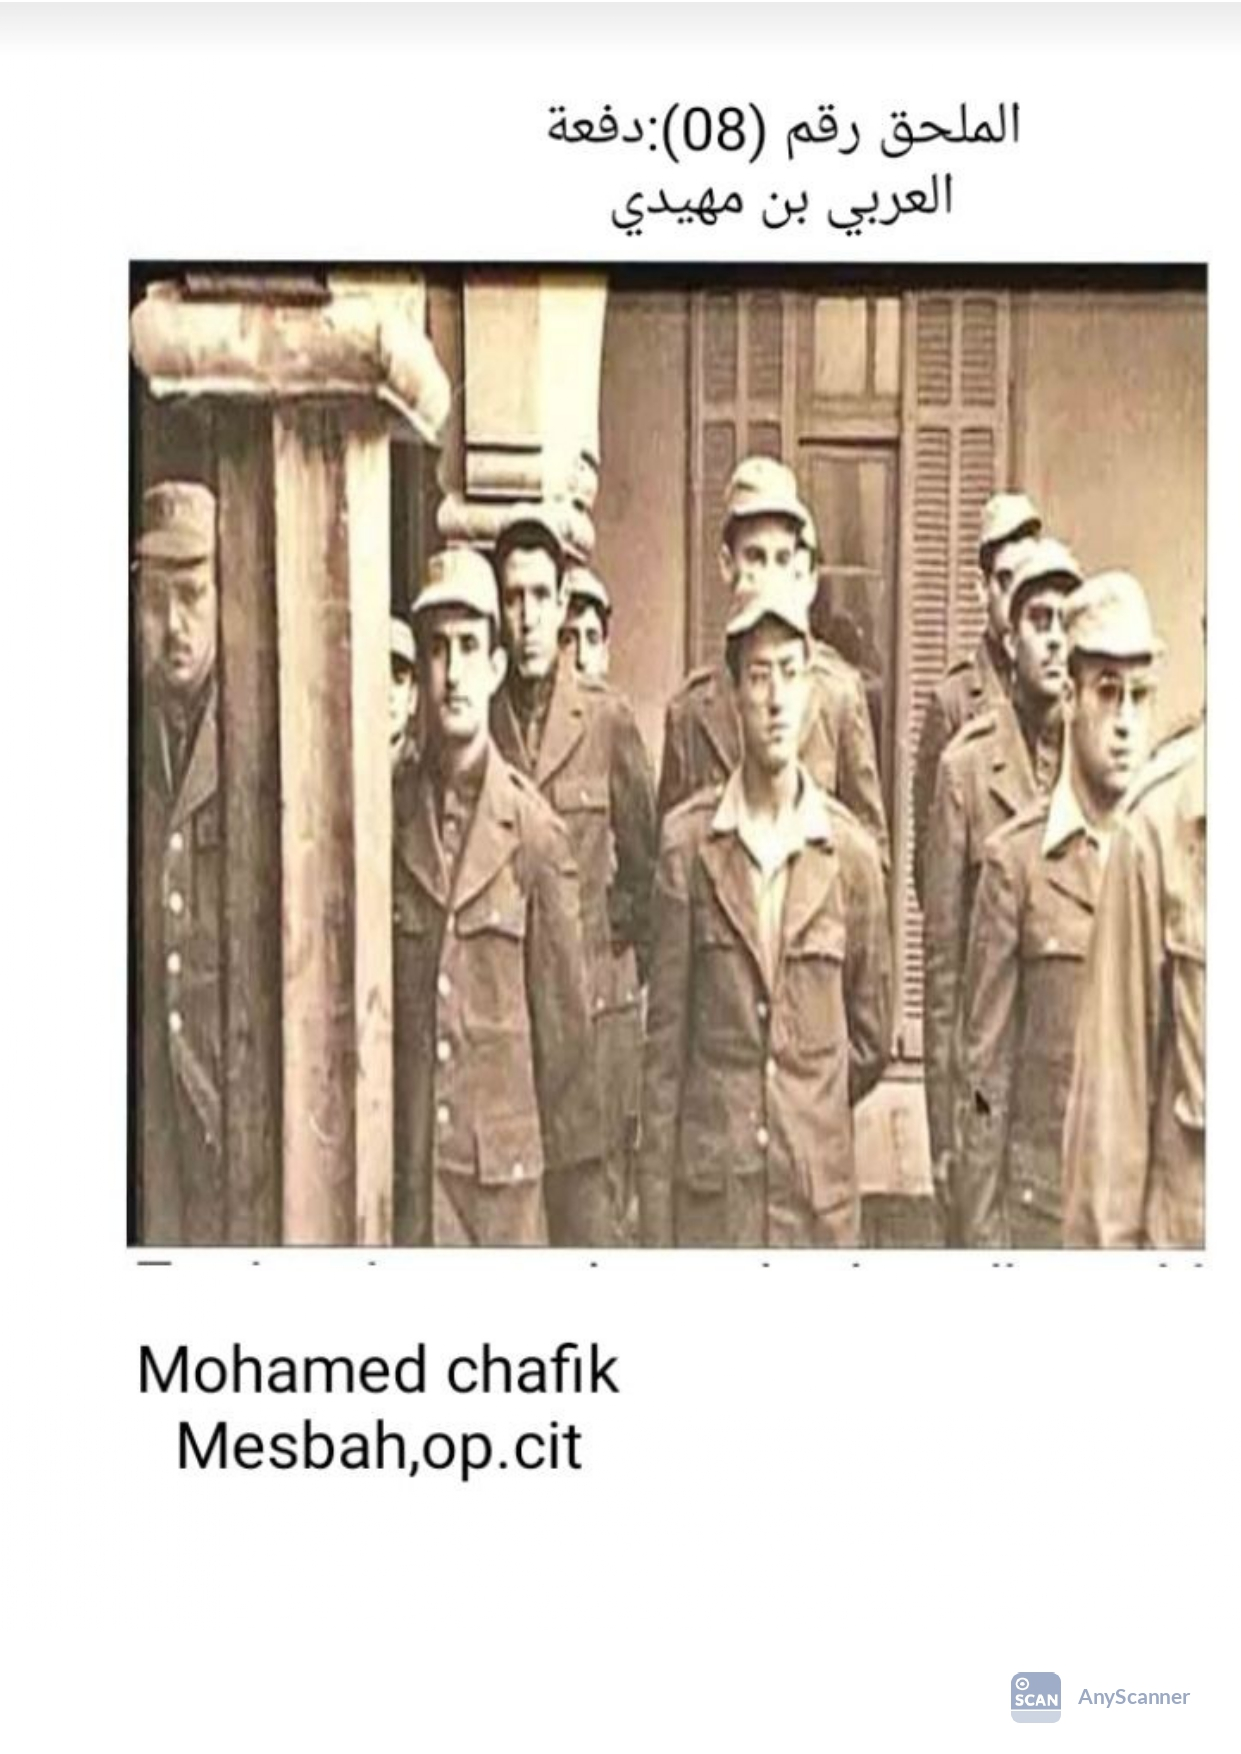 الملحق رقم (08):دفعة
العربي بن مهيدي
Mohamed chafik
Mesbah,op.cit
SCAN AnyScanner